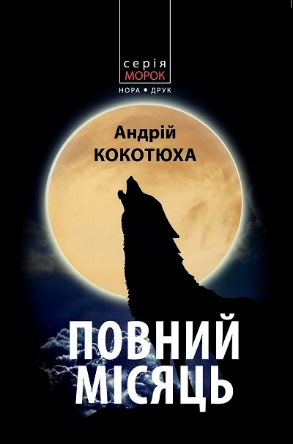 серія
МОРОК
НОРА • ДРУК
Андрій
КОКОТЮХА
ПОВНИЙ
МІСЯЦЬ